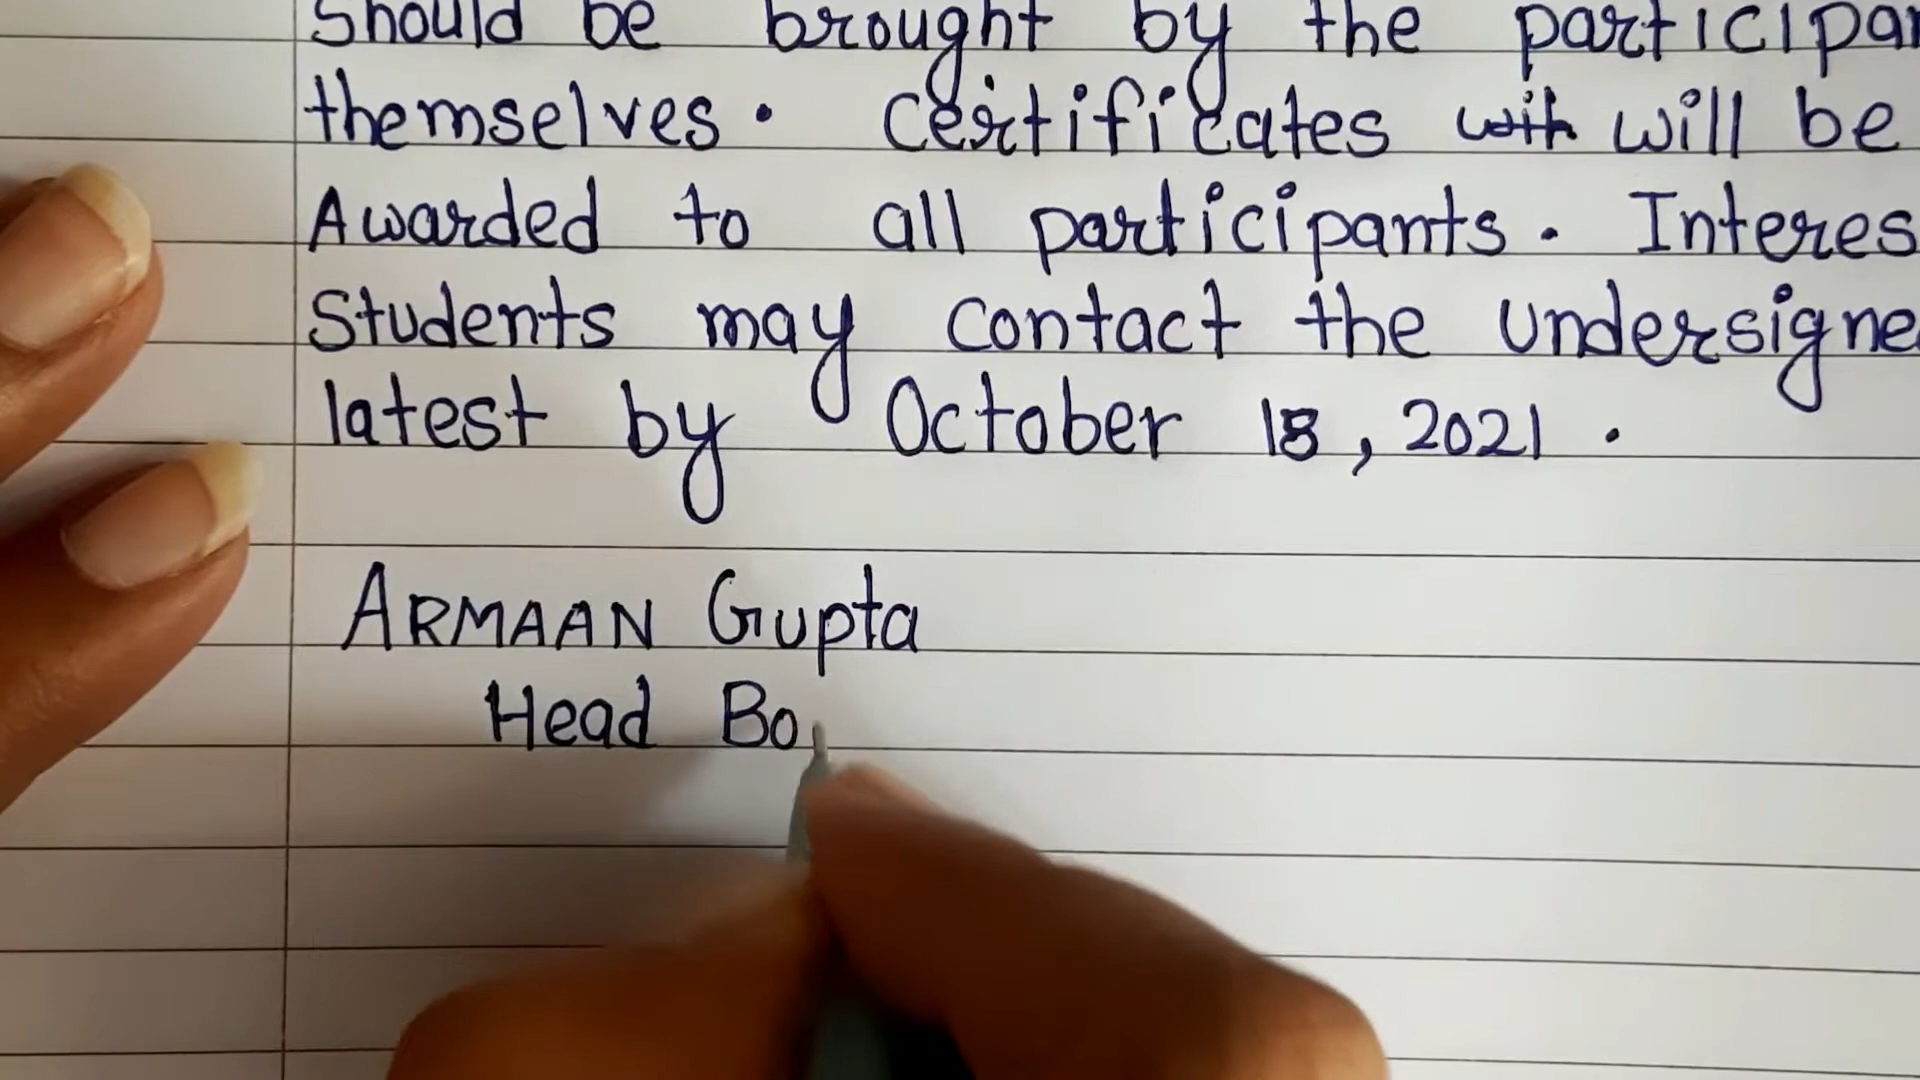 Should be brought by the participan
themselves. Certificates with will be
Awarded to all participants. Interes
Students may contact the undersigne
latest by October 18, 2021.
ARMAAN Gupta
Head Bo